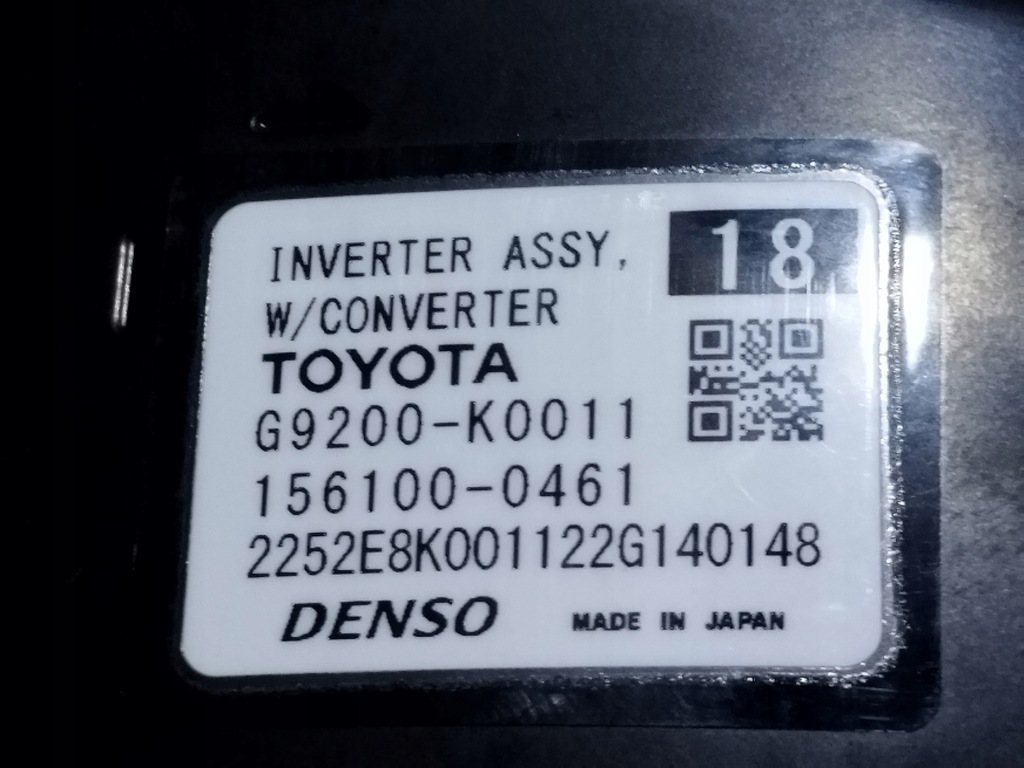 INVERTER ASSY,
18
W/CONVERTER
TOYOTA
G9200-K0011
156100-0461
2252E8K001122G140148
DENSO MADE IN JAPAN